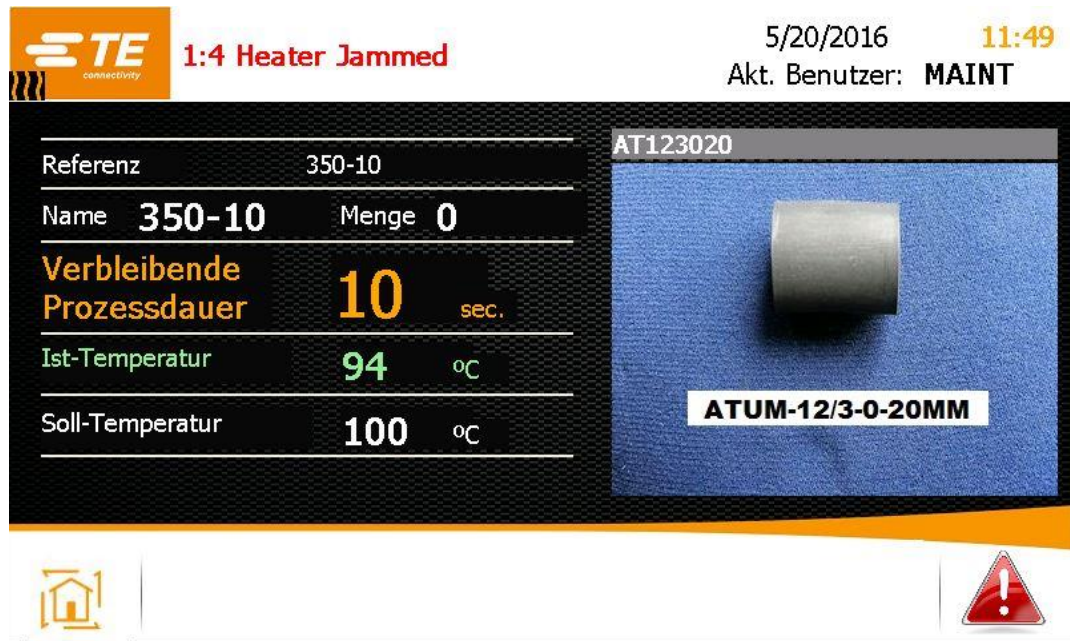 TE
connectivity
1:4 Heater Jammed
5/20/2016 11:49
Akt. Benutzer: MAINT
Referenz 350-10
Name 350-10 Menge 0
Verbleibende
Prozessdauer 10 sec.
Ist-Temperatur 94 ºC
Soll-Temperatur 100 ºC
AT123020
ATUM-12/3-0-20MM